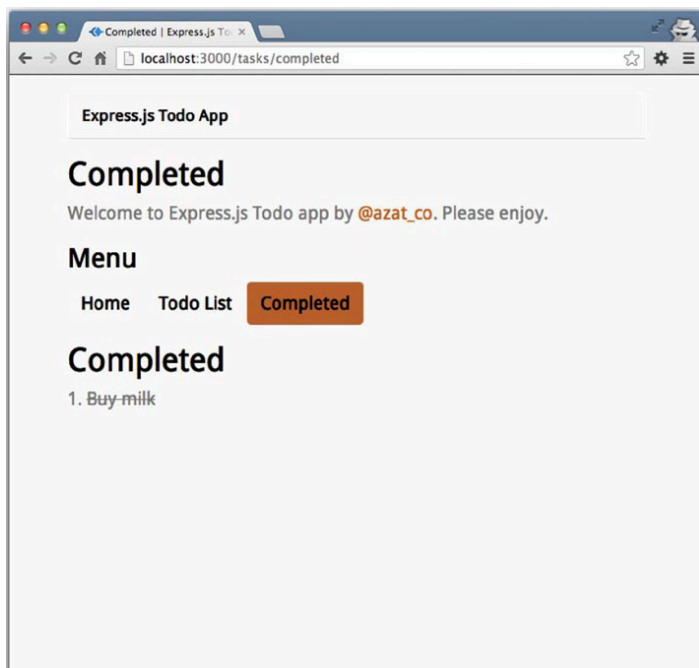 Completed | Express.js To
localhost:3000/tasks/completed
Express.js Todo App
Completed
Welcome to Express.js Todo app by @azat_co. Please enjoy.
Menu
Home Todo List Completed
Completed
1. Buy milk